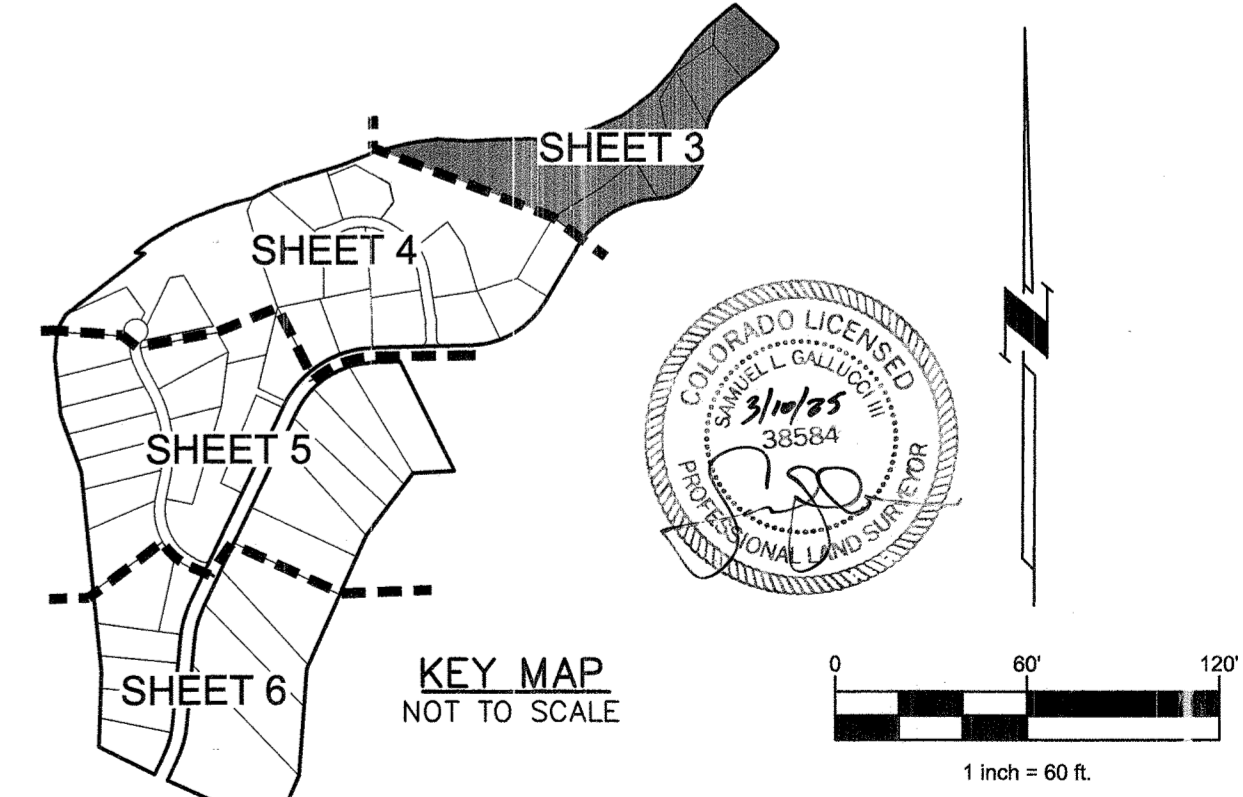 SHEET 3
SHEET 4
SHEET 5
SHEET 6
KEY MAP
NOT TO SCALE
COLORADO LICENSED
SAMUEL L. GALLUCCI III
3/10/25
38584
PROFESSIONAL LAND SURVEYOR
N
0 60' 120'
1 inch = 60 ft.